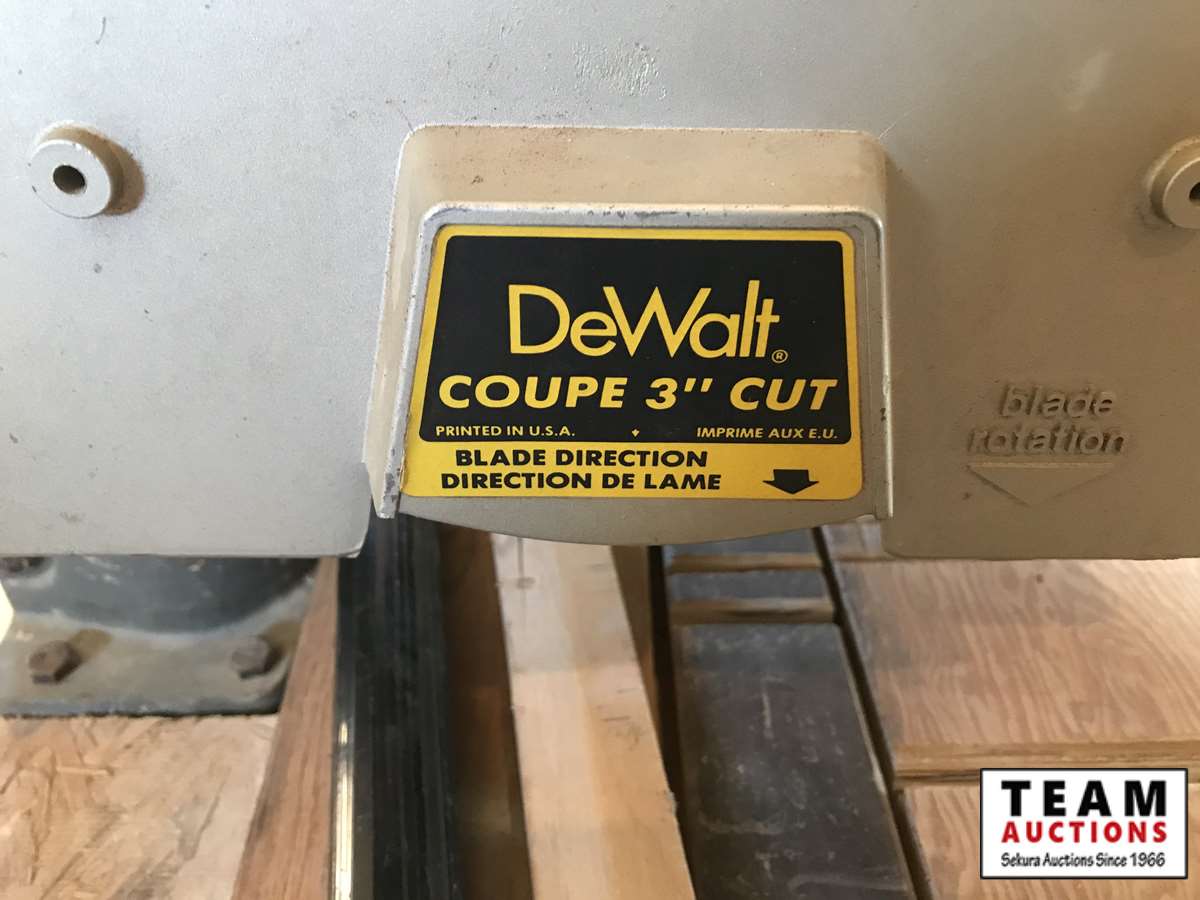 DeWalt®
COUPE 3" CUT
PRINTED IN U.S.A. IMPRIME AUX E.U.
BLADE DIRECTION
DIRECTION DE LAME
blade
rotation
TEAM
AUCTIONS
Sekura Auctions Since 1966